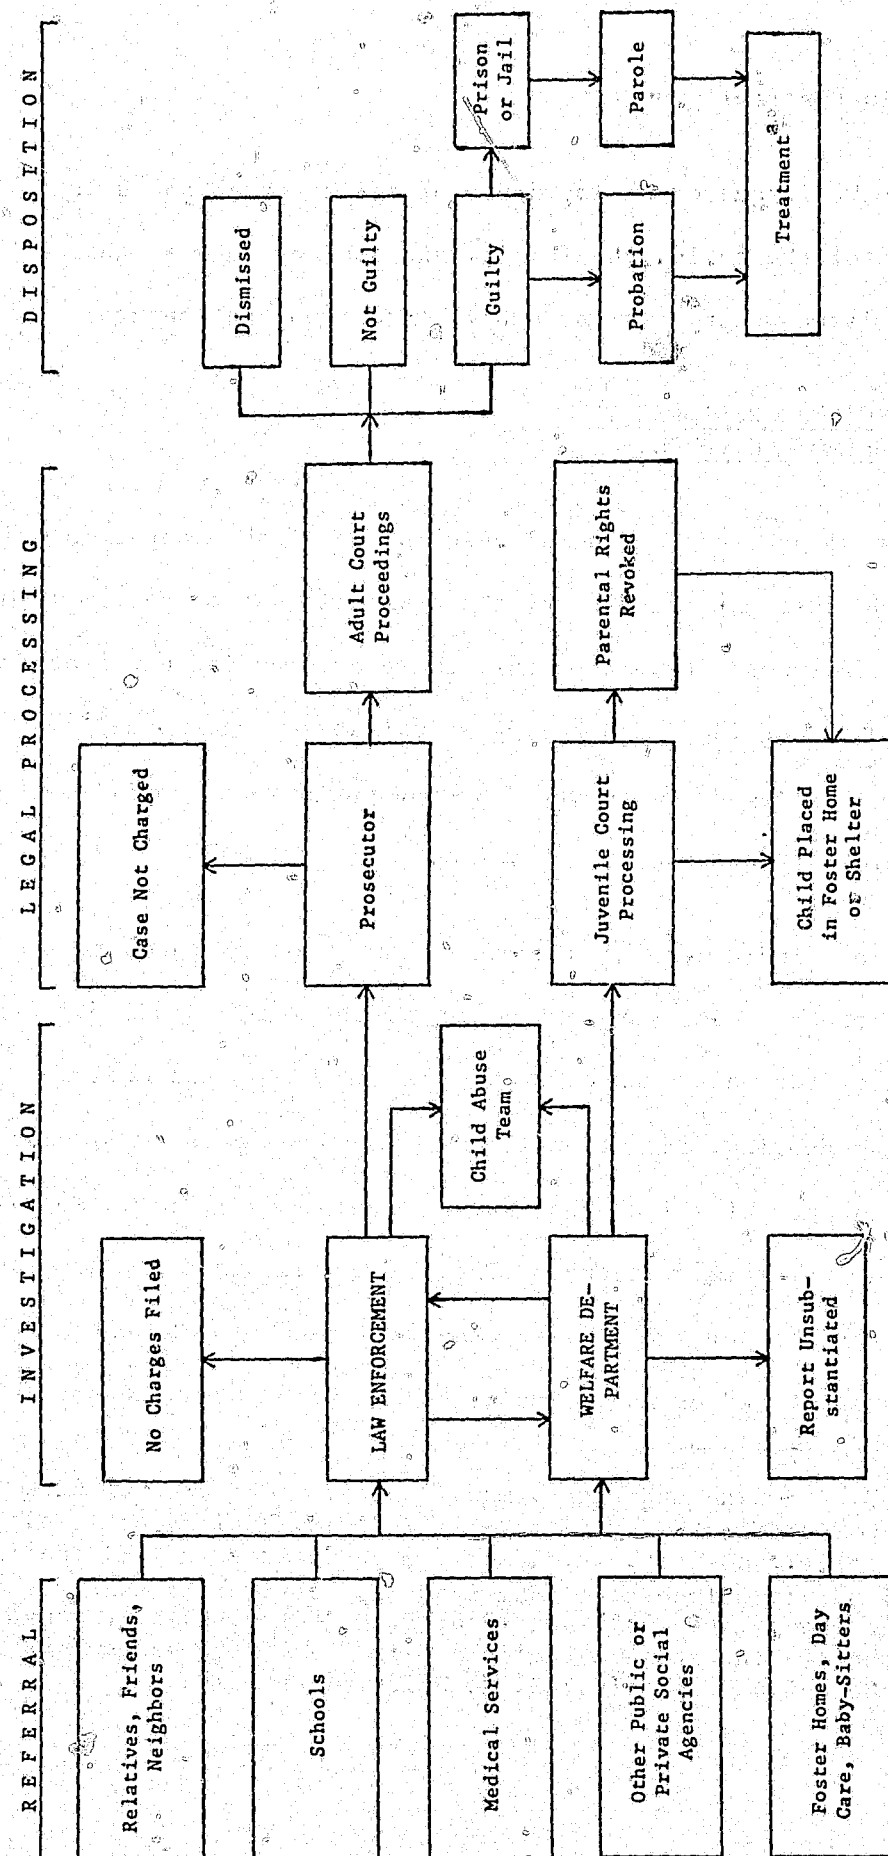 REFERRAL
Relatives, Friends,
Neighbors
Schools
Medical Services
Other Public or
Private Social
Agencies
Foster Homes, Day
Care, Baby-Sitters
INVESTIGATION
No Charges Filed
LAW ENFORCEMENT
WELFARE DE-
PARTMENT
Report Unsub-
stantiated
Child Abuse
Team
LEGAL PROCESSING
Case Not Charged
Prosecutor
Adult Court
Proceedings
Juvenile Court
Processing
Parental Rights
Revoked
Child Placed
in Foster Home
or Shelter
DISPOSITION
Dismissed
Not Guilty
Guilty
Prison
or Jail
Probation
Parole
Treatment a